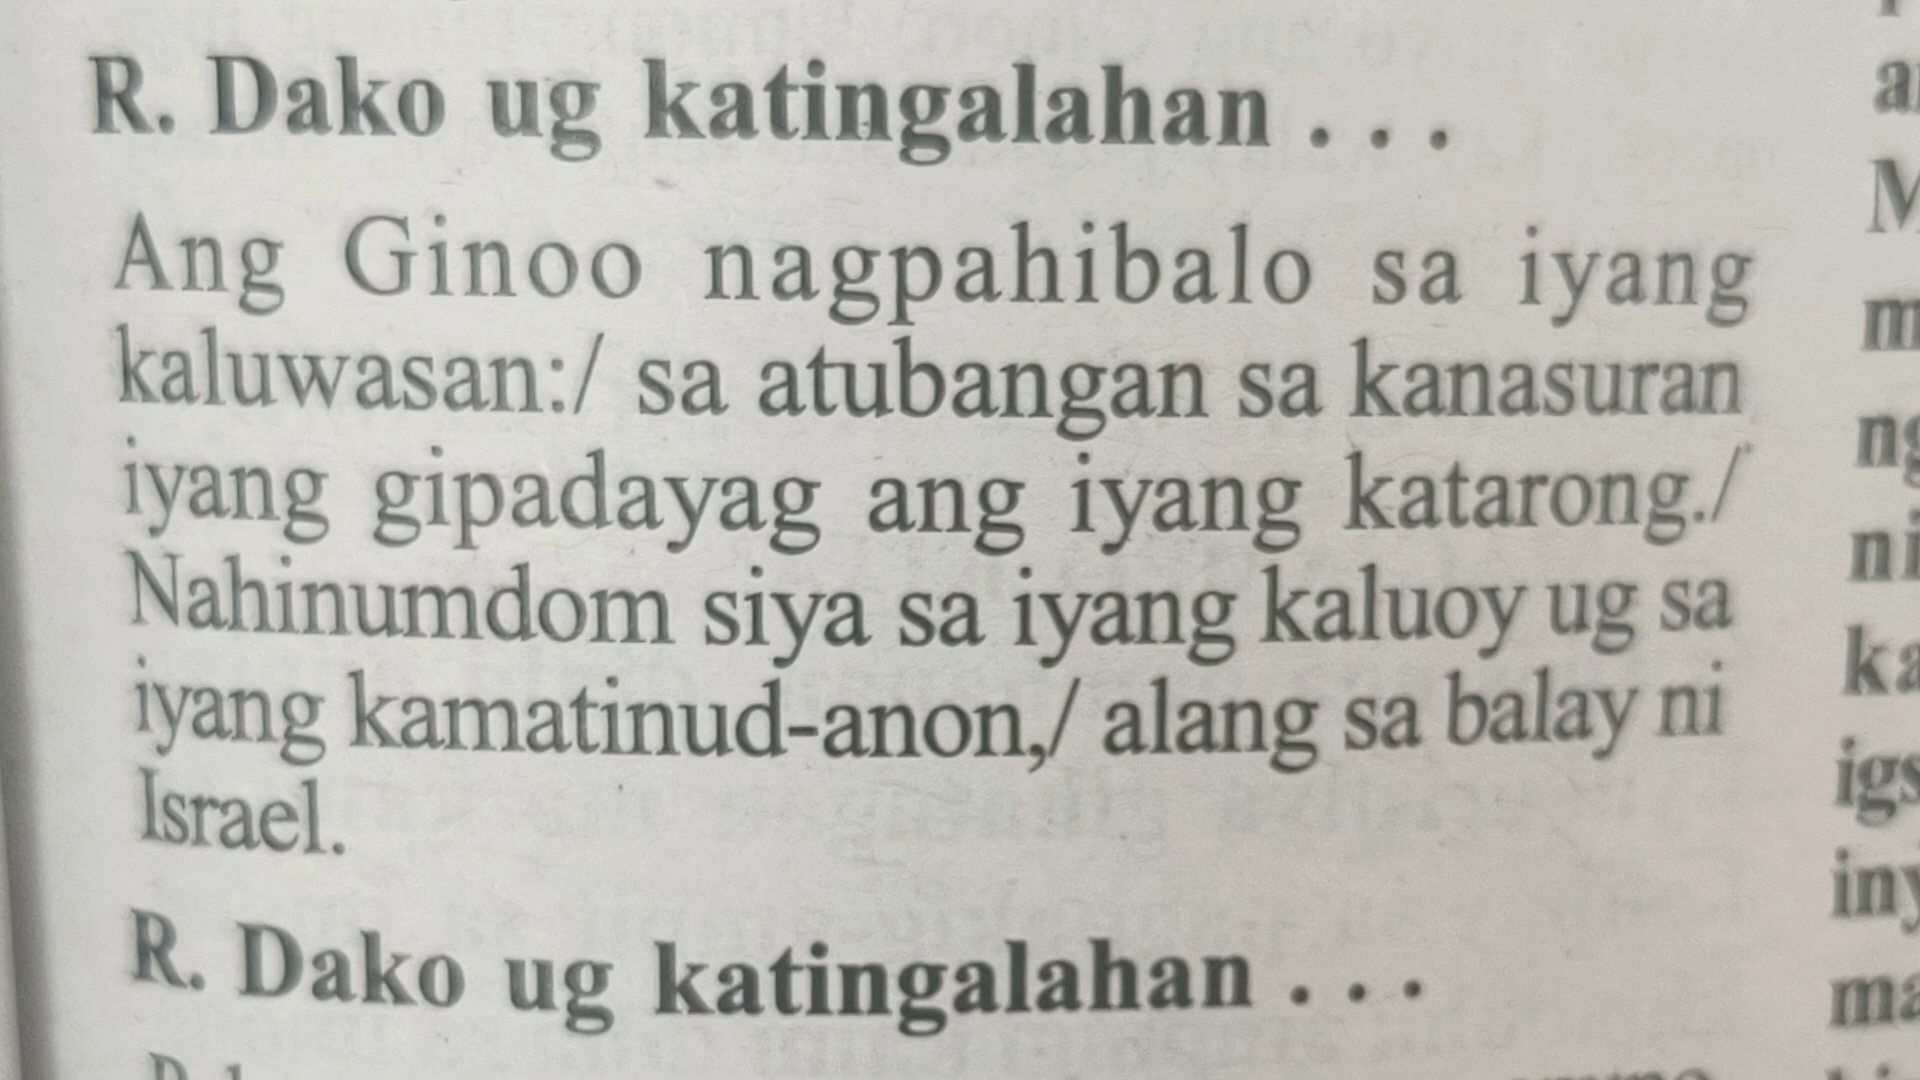 R. Dako ug katingalahan . . .
Ang Ginoo nagpahibalo sa iyang
kaluwasan:/ sa atubangan sa kanasuran
iyang gipadayag ang iyang katarong./
Nahinumdom siya sa iyang kaluoy ug sa
iyang kamatinud-anon,/ alang sa balay ni
Israel.
R. Dako ug katingalahan . . .